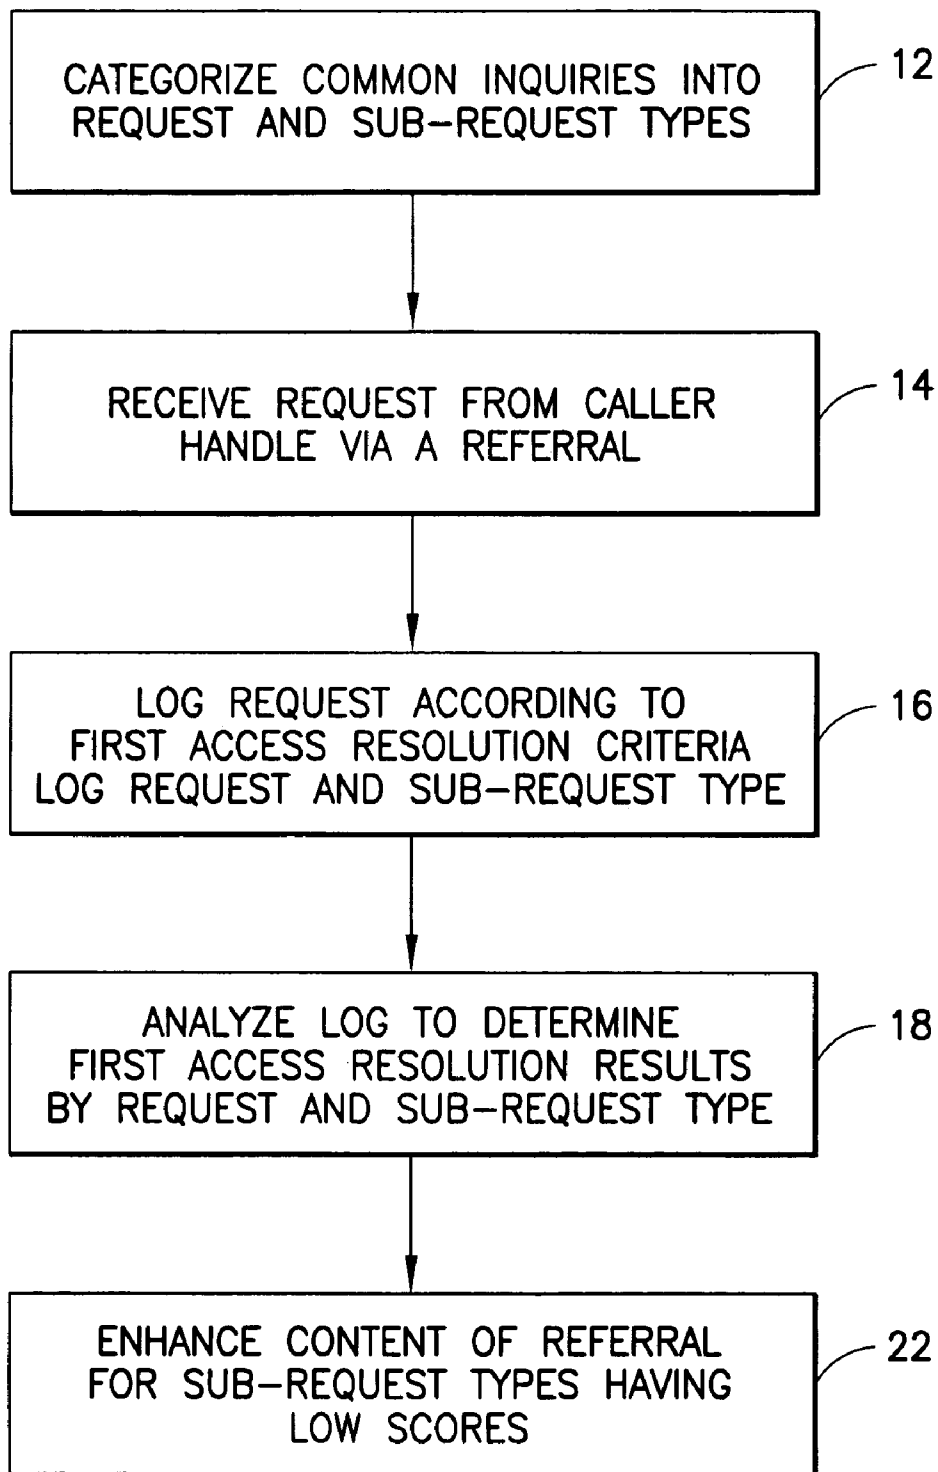 CATEGORIZE COMMON INQUIRIES INTO
REQUEST AND SUB-REQUEST TYPES
12
RECEIVE REQUEST FROM CALLER
HANDLE VIA A REFERRAL
14
LOG REQUEST ACCORDING TO
FIRST ACCESS RESOLUTION CRITERIA
LOG REQUEST AND SUB-REQUEST TYPE
16
ANALYZE LOG TO DETERMINE
FIRST ACCESS RESOLUTION RESULTS
BY REQUEST AND SUB-REQUEST TYPE
18
ENHANCE CONTENT OF REFERRAL
FOR SUB-REQUEST TYPES HAVING
LOW SCORES
22